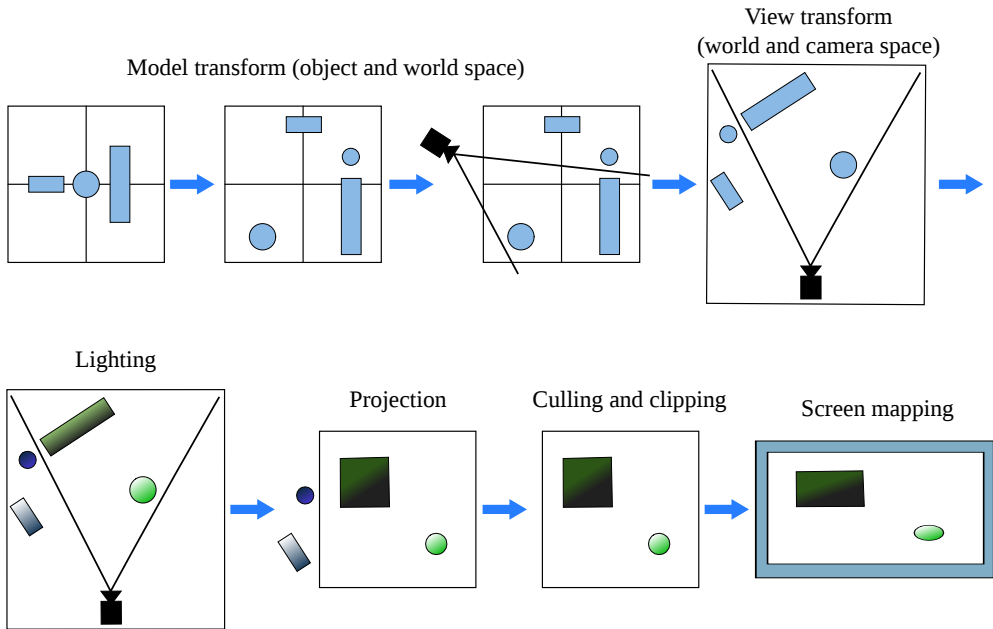 Model transform (object and world space)
View transform
(world and camera space)
Lighting
Projection
Culling and clipping
Screen mapping